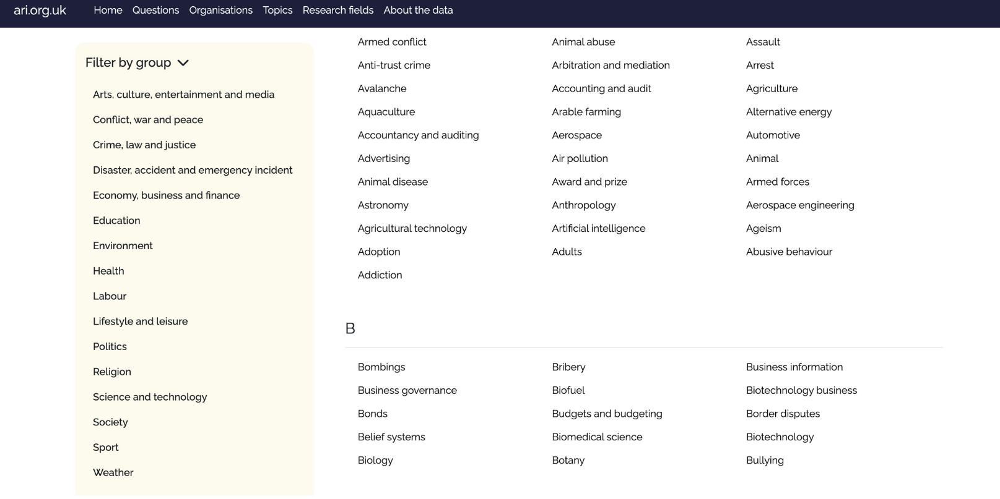 ari.org.uk Home Questions Organisations Topics Research fields About the data
Filter by group
Arts, culture, entertainment and media
Conflict, war and peace
Crime, law and justice
Disaster, accident and emergency incident
Economy, business and finance
Education
Environment
Health
Labour
Lifestyle and leisure
Politics
Religion
Science and technology
Society
Sport
Weather
Armed conflict Animal abuse Assault
Anti-trust crime Arbitration and mediation Arrest
Avalanche Accounting and audit Agriculture
Aquaculture Arable farming Alternative energy
Accountancy and auditing Aerospace Automotive
Advertising Air pollution Animal
Animal disease Award and prize Armed forces
Astronomy Anthropology Aerospace engineering
Agricultural technology Artificial intelligence Ageism
Adoption Adults Abusive behaviour
Addiction
B
Bombings Bribery Business information
Business governance Biofuel Biotechnology business
Bonds Budgets and budgeting Border disputes
Belief systems Biomedical science Biotechnology
Biology Botany Bullying